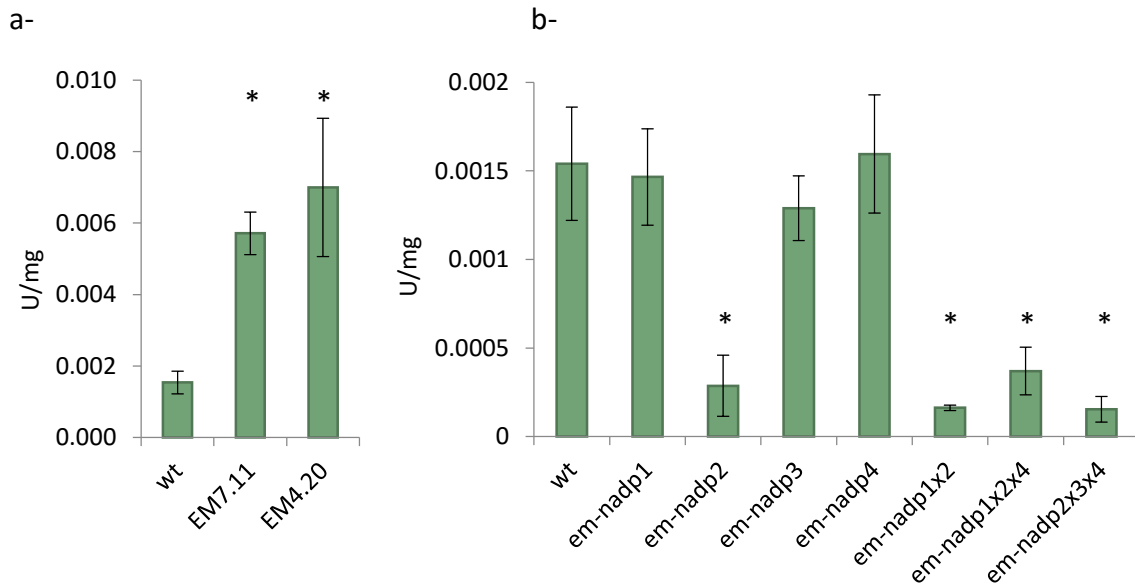 a-
U/mg
0.010
0.008
0.006
0.004
0.002
0.000
* *
wt
EM7.11
EM4.20
b-
U/mg
0.002
0.0015
0.001
0.0005
0
* * * *
wt
em-nadp1
em-nadp2
em-nadp3
em-nadp4
em-nadp1x2
em-nadp1x2x4
em-nadp2x3x4